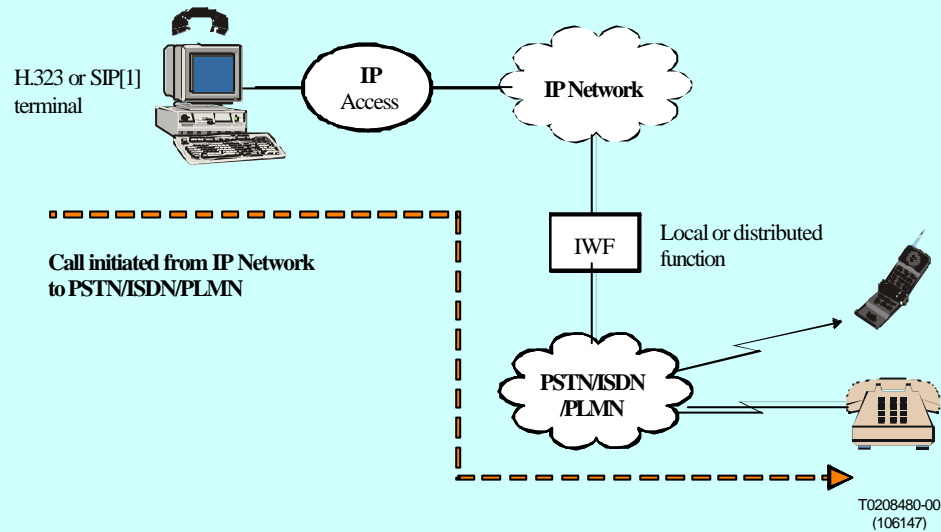 H.323 or SIP[1]
terminal
IP
Access
IP Network
IWF
Local or distributed
function
Call initiated from IP Network
to PSTN/ISDN/PLMN
PSTN/ISDN
/PLMN
T0208480-00
(106147)